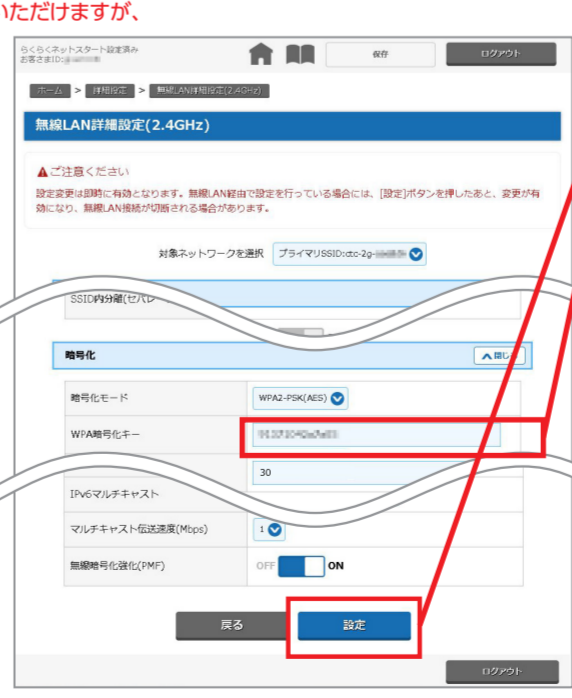 いただけますが、
らくらくネットスタート設定済み
お客さまID:
保存
ログアウト
ホーム > 詳細設定 > 無線LAN詳細設定(2.4GHz)
無線LAN詳細設定(2.4GHz)
ご注意ください
設定変更は即時に有効となります。無線LAN経由で設定を行っている場合には、[設定]ボタンを押したあと、変更が有
効になり、無線LAN接続が切断される場合があります。
対象ネットワークを選択 プライマリSSID:ctc-2g-
SSID内分離(セパレ
暗号化
閉じ
暗号化モード WPA2-PSK(AES)
WPA暗号化キー
30
IPv6マルチキャスト
マルチキャスト伝送速度(Mbps) 1
無線暗号化強化(PMF) OFF ON
戻る 設定
ログアウト